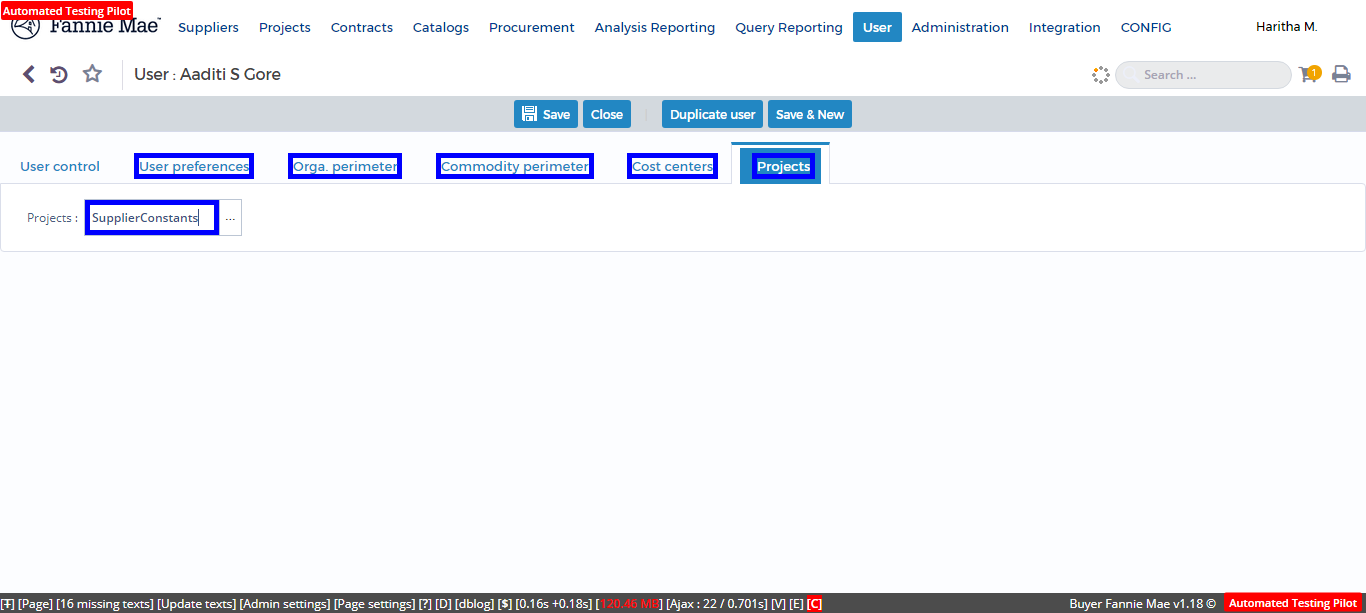 Automated Testing Pilot
Fannie Mae™ Suppliers Projects Contracts Catalogs Procurement Analysis Reporting Query Reporting User Administration Integration CONFIG Haritha M.
User : Aaditi S Gore Search ... 1
Save Close Duplicate user Save & New
User control User preferences Orga. perimeter Commodity perimeter Cost centers Projects
Projects : SupplierConstants ...
[T] [Page] [16 missing texts] [Update texts] [Admin settings] [Page settings] [?] [D] [dblog] [$] [0.16s +0.18s] [120.46 MB] [Ajax : 22 / 0.701s] [V] [E] [C] Buyer Fannie Mae v1.18 © Automated Testing Pilot